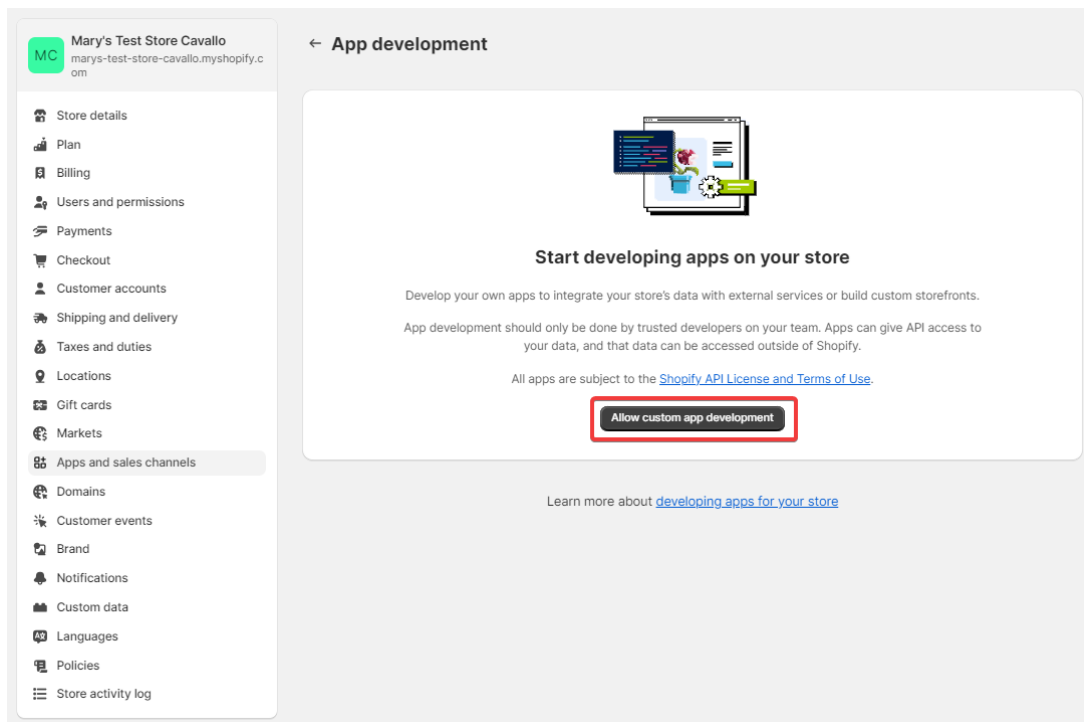 MC
Mary's Test Store Cavallo
marys-test-store-cavallo.myshopify.c
om
Store details
Plan
Billing
Users and permissions
Payments
Checkout
Customer accounts
Shipping and delivery
Taxes and duties
Locations
Gift cards
Markets
Apps and sales channels
Domains
Customer events
Brand
Notifications
Custom data
Languages
Policies
Store activity log
← App development
Start developing apps on your store
Develop your own apps to integrate your store's data with external services or build custom storefronts.
App development should only be done by trusted developers on your team. Apps can give API access to
your data, and that data can be accessed outside of Shopify.
All apps are subject to the Shopify API License and Terms of Use.
Allow custom app development
Learn more about developing apps for your store